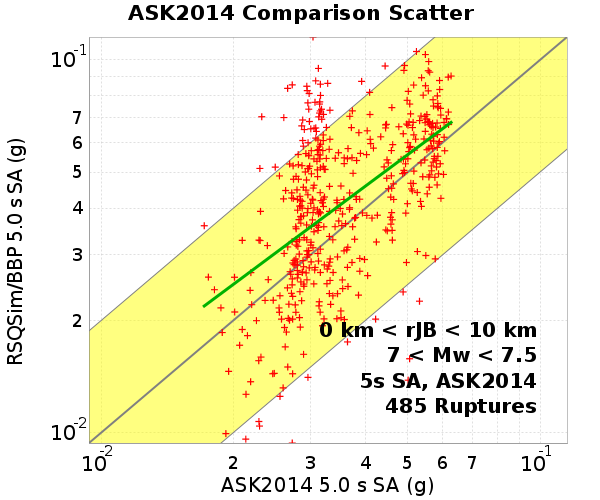 ASK2014 Comparison Scatter
RSQSim/BBP 5.0 s SA (g)
10^-1
7
6
5
4
3
2
10^-2
0 km < rJB < 10 km
7 < Mw < 7.5
5s SA, ASK2014
485 Ruptures
10^-2 2 3 4 5 6 7 10^-1
ASK2014 5.0 s SA (g)